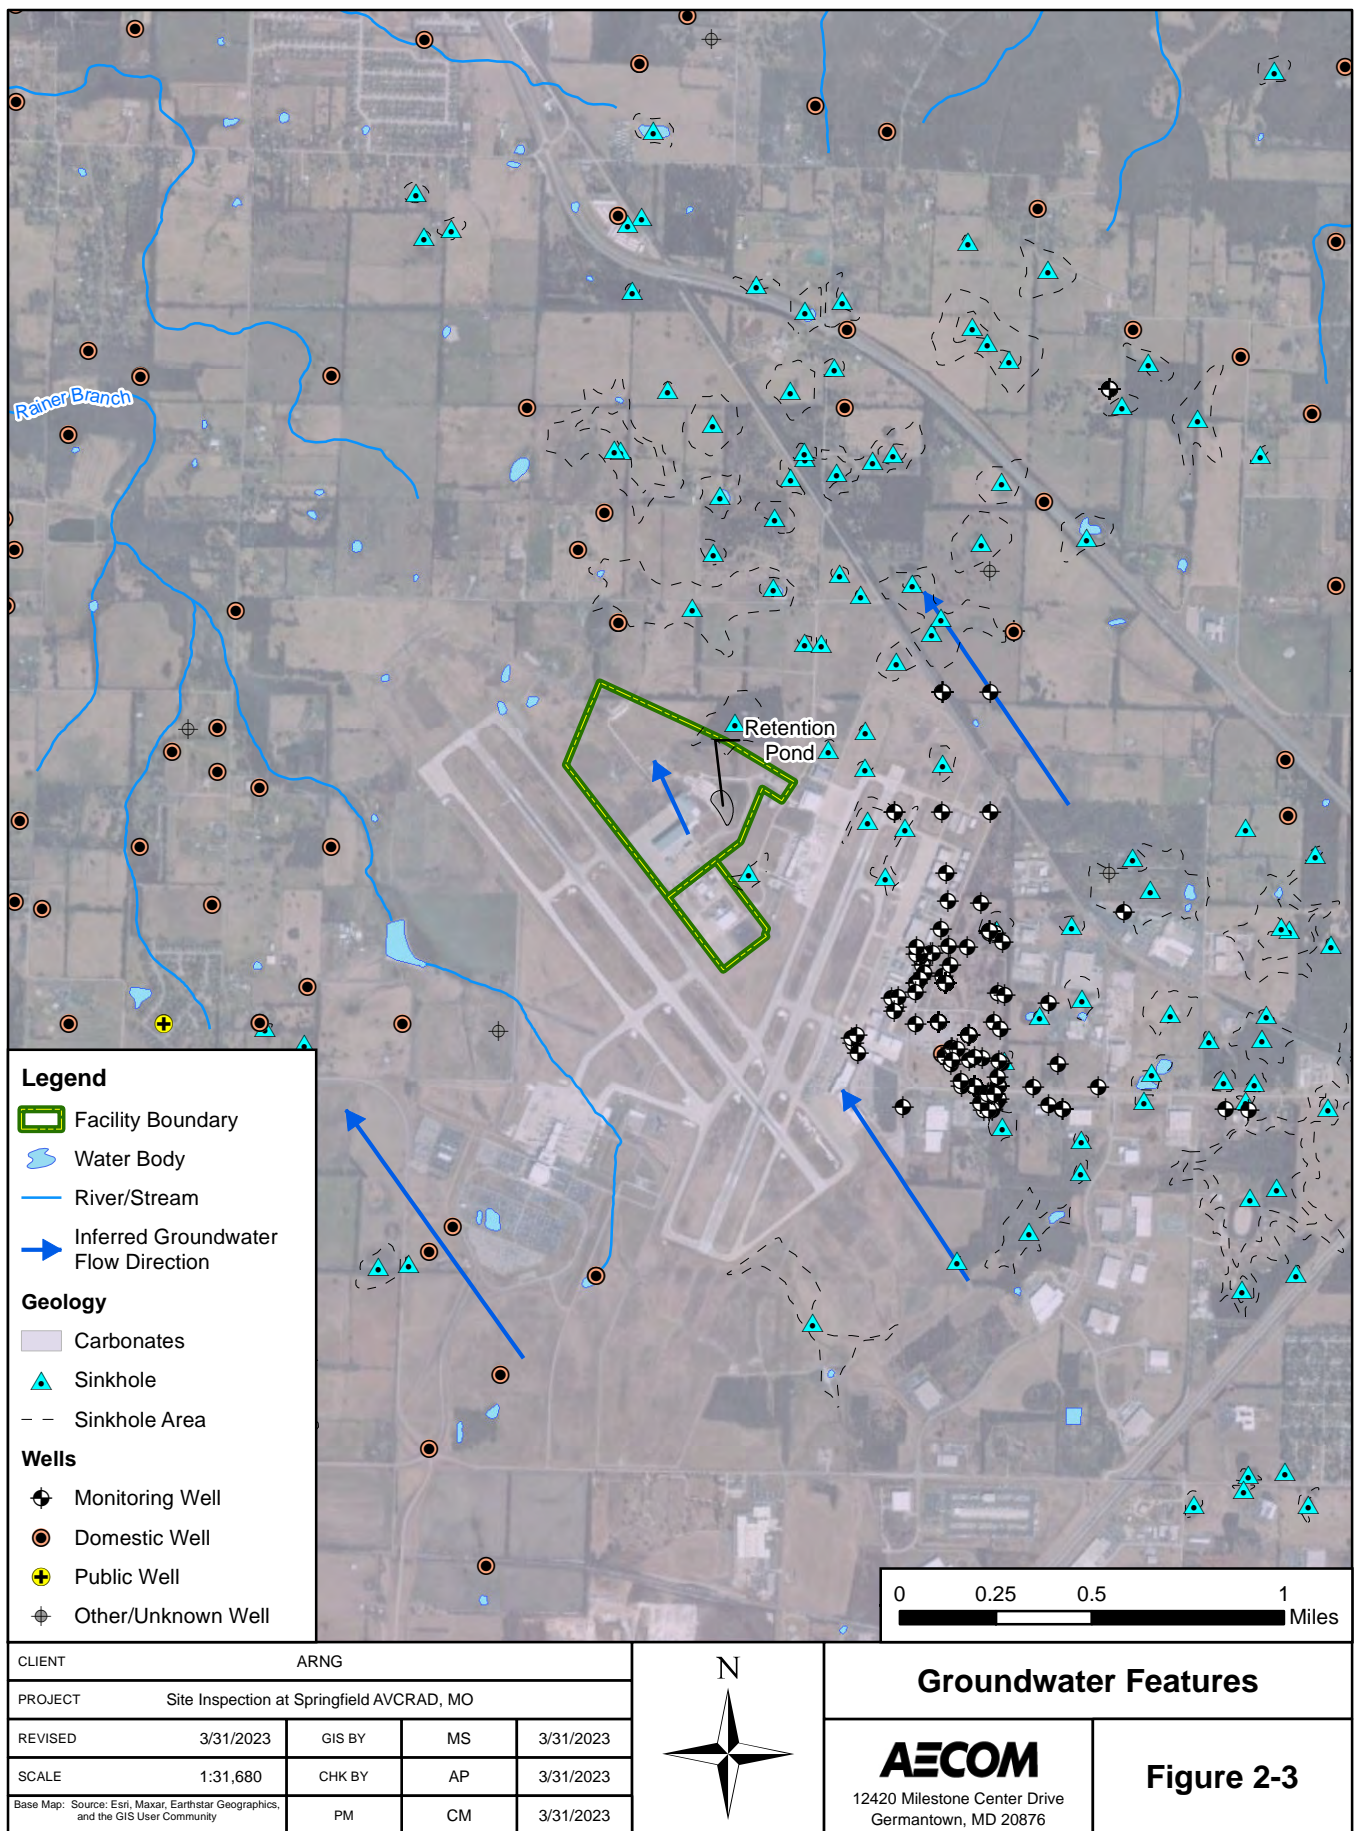 Rainer Branch
Retention
Pond
Legend
Facility Boundary
Water Body
River/Stream
Inferred Groundwater
Flow Direction
Geology
Carbonates
Sinkhole
Sinkhole Area
Wells
Monitoring Well
Domestic Well
Public Well
Other/Unknown Well
0 0.25 0.5 1
Miles
CLIENT ARNG
PROJECT Site Inspection at Springfield AVCRAD, MO
REVISED 3/31/2023 GIS BY MS 3/31/2023
SCALE 1:31,680 CHK BY AP 3/31/2023
Base Map: Source: Esri, Maxar, Earthstar Geographics,
and the GIS User Community
PM CM 3/31/2023
N
Groundwater Features
AECOM
12420 Milestone Center Drive
Germantown, MD 20876
Figure 2-3